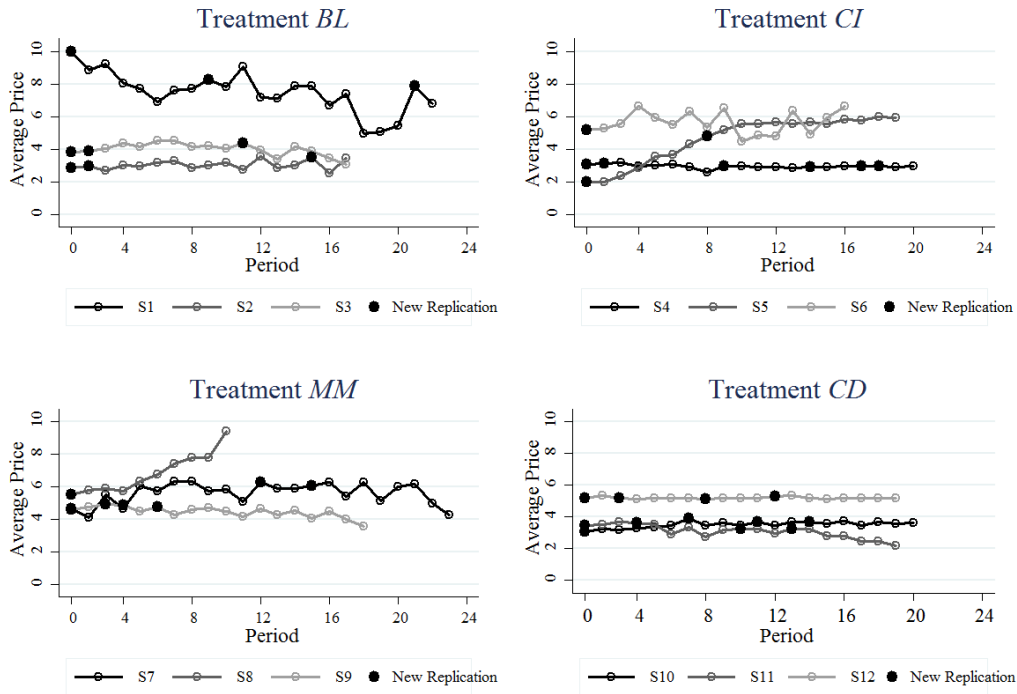 Treatment BL
Average Price
10
8
6
4
2
0
0 4 8 12 16 20 24
Period
S1 S2 S3 New Replication
Treatment CI
Average Price
10
8
6
4
2
0
0 4 8 12 16 20 24
Period
S4 S5 S6 New Replication
Treatment MM
Average Price
10
8
6
4
2
0
0 4 8 12 16 20 24
Period
S7 S8 S9 New Replication
Treatment CD
Average Price
10
8
6
4
2
0
0 4 8 12 16 20 24
Period
S10 S11 S12 New Replication